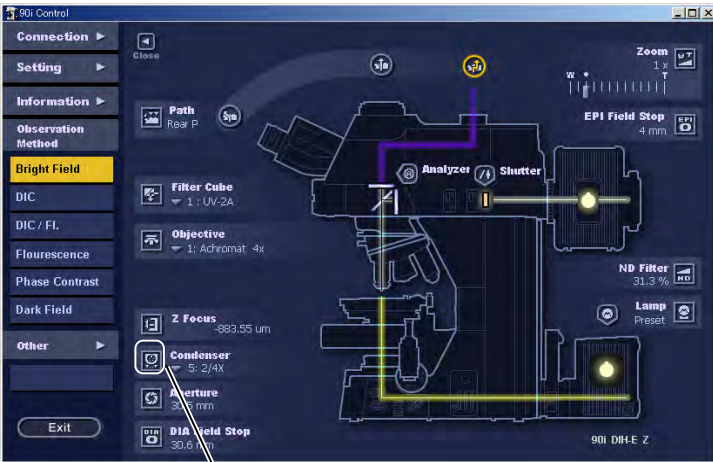 90i Control
Connection
Setting
Information
Observation
Method
Bright Field
DIC
DIC / Fl.
Flourescence
Phase Contrast
Dark Field
Other
Exit
Close
Path
Rear P
Filter Cube
1 : UV-2A
Objective
1: Achromat 4x
Z Focus
-883.55 um
Condenser
5: 2/4X
Aperture
mm
DIA Field Stop
30.6 mm
Analyzer
Shutter
Zoom
1 x
W T
W T
EPI Field Stop
4 mm
EPI
ND Filter
31.3 %
ND
Lamp
Preset
DIA
90i DIH-E Z